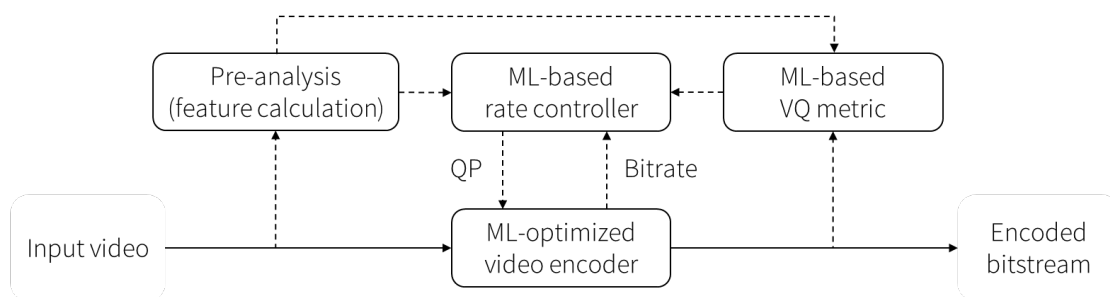 Pre-analysis
(feature calculation)
ML-based
rate controller
ML-based
VQ metric
QP
Bitrate
Input video
ML-optimized
video encoder
Encoded
bitstream